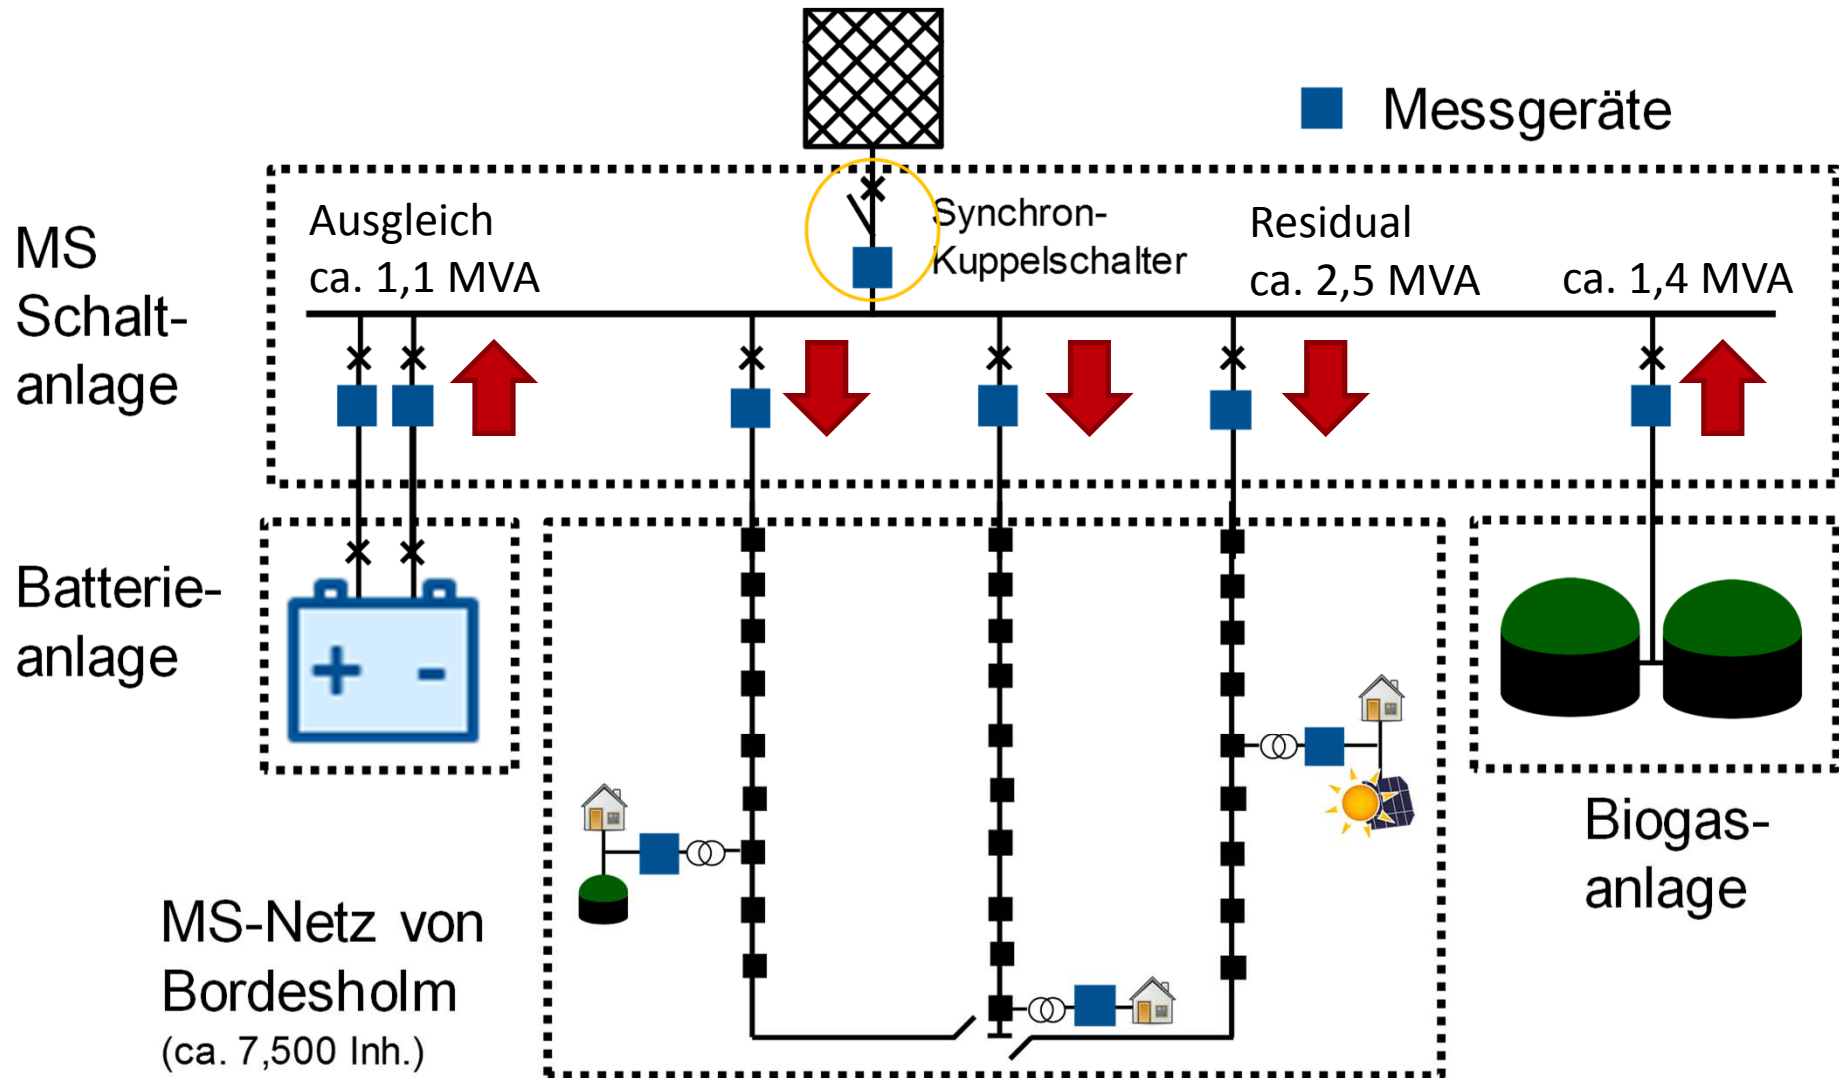 Messgeräte
MS
Schalt-
anlage
Ausgleich
ca. 1,1 MVA
Synchron-
Kuppelschalter
Residual
ca. 2,5 MVA
ca. 1,4 MVA
Batterie-
anlage
+ -
Biogas-
anlage
MS-Netz von
Bordesholm
(ca. 7,500 Inh.)